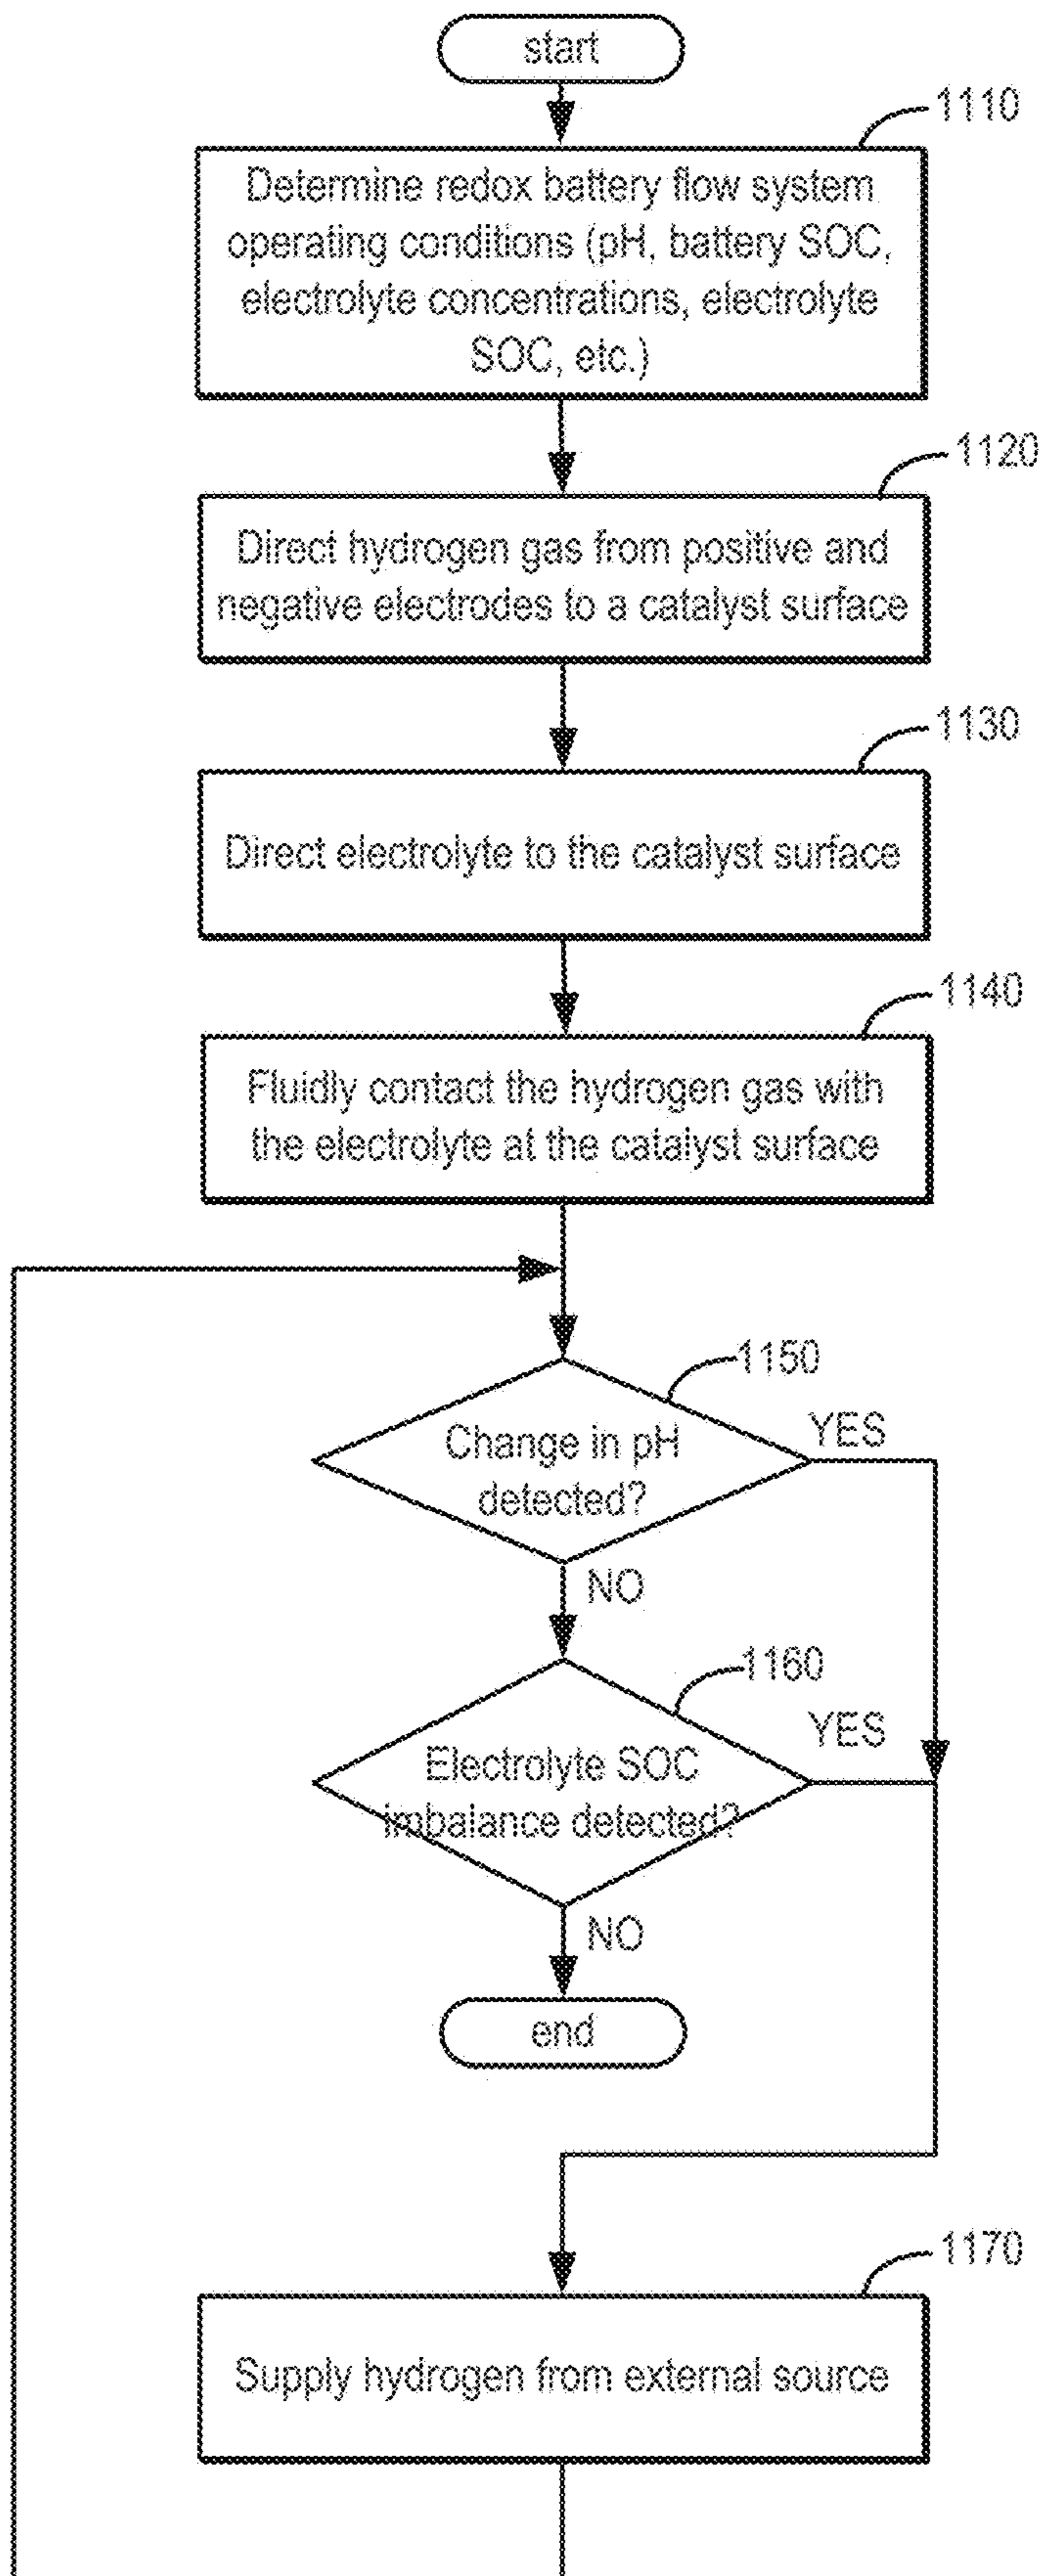 start
1110
Determine redox battery flow system
operating conditions (pH, battery SOC,
electrolyte concentrations, electrolyte
SOC, etc.)
1120
Direct hydrogen gas from positive and
negative electrodes to a catalyst surface
1130
Direct electrolyte to the catalyst surface
1140
Fluidly contact the hydrogen gas with
the electrolyte at the catalyst surface
1150
Change in pH
detected?
YES
NO
1160
Electrolyte SOC
imbalance detected?
YES
NO
end
1170
Supply hydrogen from external source